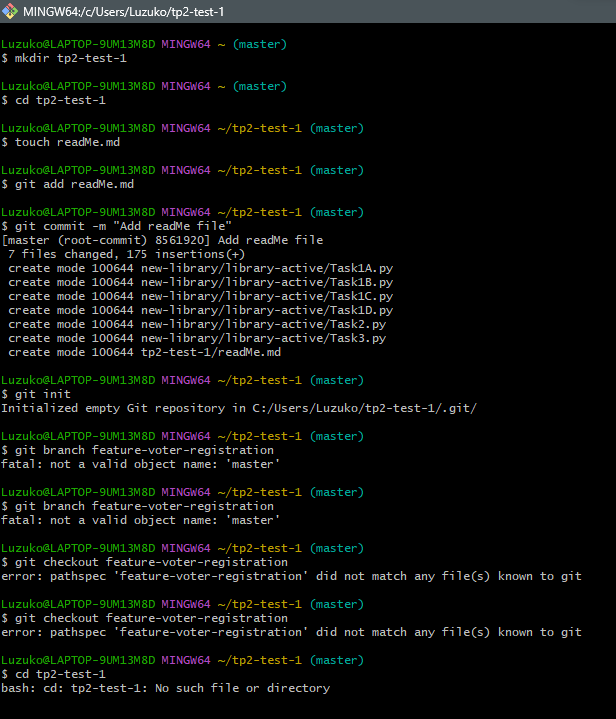 MINGW64:/c/Users/Luzuko/tp2-test-1
Luzuko@LAPTOP-9UM13M8D MINGW64 ~ (master)
$ mkdir tp2-test-1
Luzuko@LAPTOP-9UM13M8D MINGW64 ~ (master)
$ cd tp2-test-1
Luzuko@LAPTOP-9UM13M8D MINGW64 ~/tp2-test-1 (master)
$ touch readMe.md
Luzuko@LAPTOP-9UM13M8D MINGW64 ~/tp2-test-1 (master)
$ git add readMe.md
Luzuko@LAPTOP-9UM13M8D MINGW64 ~/tp2-test-1 (master)
$ git commit -m "Add readMe file"
[master (root-commit) 8561920] Add readMe file
7 files changed, 175 insertions(+)
create mode 100644 new-library/library-active/Task1A.py
create mode 100644 new-library/library-active/Task1B.py
create mode 100644 new-library/library-active/Task1C.py
create mode 100644 new-library/library-active/Task1D.py
create mode 100644 new-library/library-active/Task2.py
create mode 100644 new-library/library-active/Task3.py
create mode 100644 tp2-test-1/readMe.md
Luzuko@LAPTOP-9UM13M8D MINGW64 ~/tp2-test-1 (master)
$ git init
Initialized empty Git repository in C:/Users/Luzuko/tp2-test-1/.git/
Luzuko@LAPTOP-9UM13M8D MINGW64 ~/tp2-test-1 (master)
$ git branch feature-voter-registration
fatal: not a valid object name: 'master'
Luzuko@LAPTOP-9UM13M8D MINGW64 ~/tp2-test-1 (master)
$ git branch feature-voter-registration
fatal: not a valid object name: 'master'
Luzuko@LAPTOP-9UM13M8D MINGW64 ~/tp2-test-1 (master)
$ git checkout feature-voter-registration
error: pathspec 'feature-voter-registration' did not match any file(s) known to git
Luzuko@LAPTOP-9UM13M8D MINGW64 ~/tp2-test-1 (master)
$ git checkout feature-voter-registration
error: pathspec 'feature-voter-registration' did not match any file(s) known to git
Luzuko@LAPTOP-9UM13M8D MINGW64 ~/tp2-test-1 (master)
$ cd tp2-test-1
bash: cd: tp2-test-1: No such file or directory